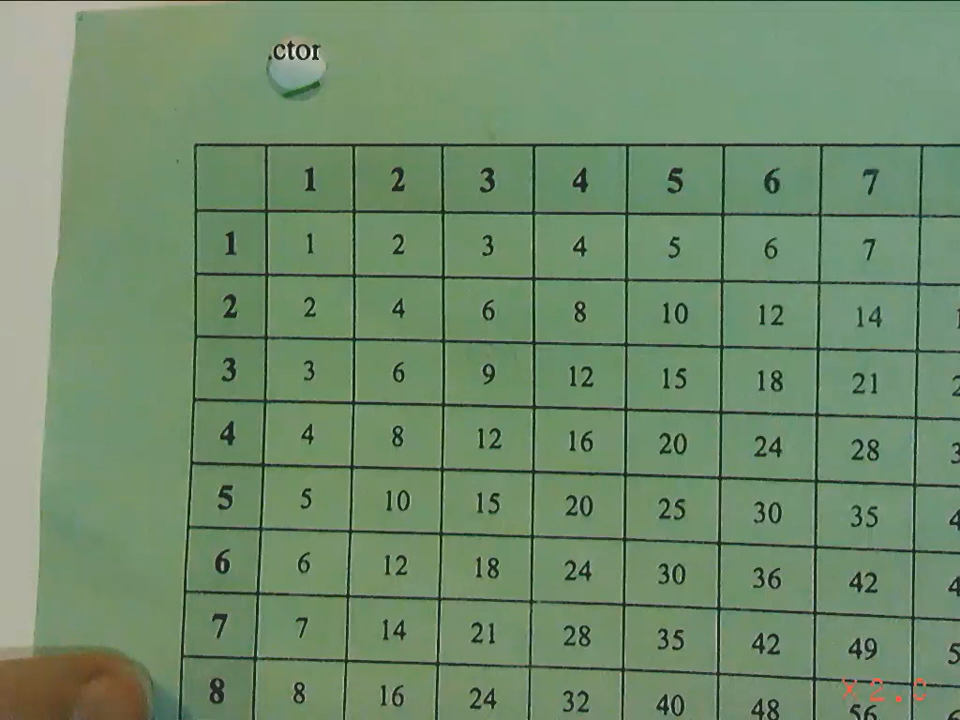 .ctor
1 2 3 4 5 6 7
1 1 2 3 4 5 6 7
2 2 4 6 8 10 12 14
3 3 6 9 12 15 18 21
4 4 8 12 16 20 24 28
5 5 10 15 20 25 30 35
6 6 12 18 24 30 36 42
7 7 14 21 28 35 42 49
8 8 16 24 32 40 48 56
X2.0